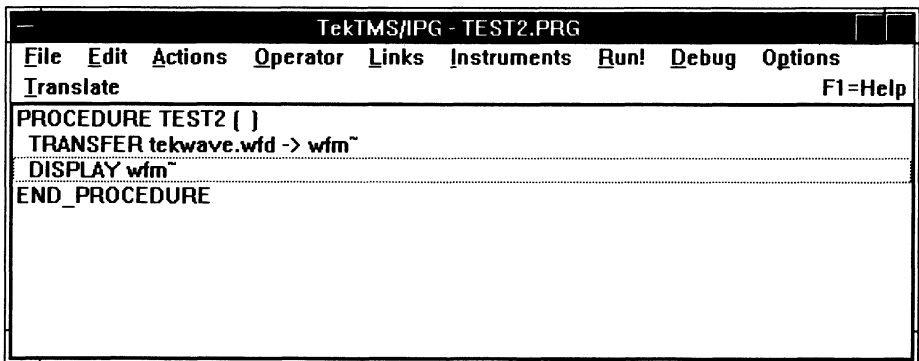 TekTMS/IPG - TEST2.PRG
File Edit Actions Operator Links Instruments Run! Debug Options
Translate F1=Help
PROCEDURE TEST2 ( )
TRANSFER tekwave.wfd -> wfm~
DISPLAY wfm~
END_PROCEDURE